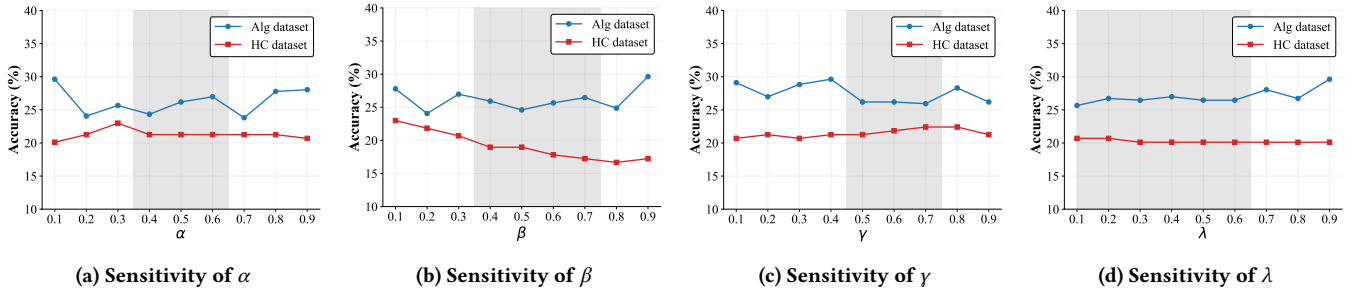 40
35
30
25
20
15
10
Accuracy (%)
0.1 0.2 0.3 0.4 0.5 0.6 0.7 0.8 0.9
α
Alg dataset
HC dataset
(a) Sensitivity of α
40
35
30
25
20
15
10
Accuracy (%)
0.1 0.2 0.3 0.4 0.5 0.6 0.7 0.8 0.9
β
Alg dataset
HC dataset
(b) Sensitivity of β
40
35
30
25
20
15
10
Accuracy (%)
0.1 0.2 0.3 0.4 0.5 0.6 0.7 0.8 0.9
γ
Alg dataset
HC dataset
(c) Sensitivity of γ
40
35
30
25
20
15
10
Accuracy (%)
0.1 0.2 0.3 0.4 0.5 0.6 0.7 0.8 0.9
λ
Alg dataset
HC dataset
(d) Sensitivity of λ